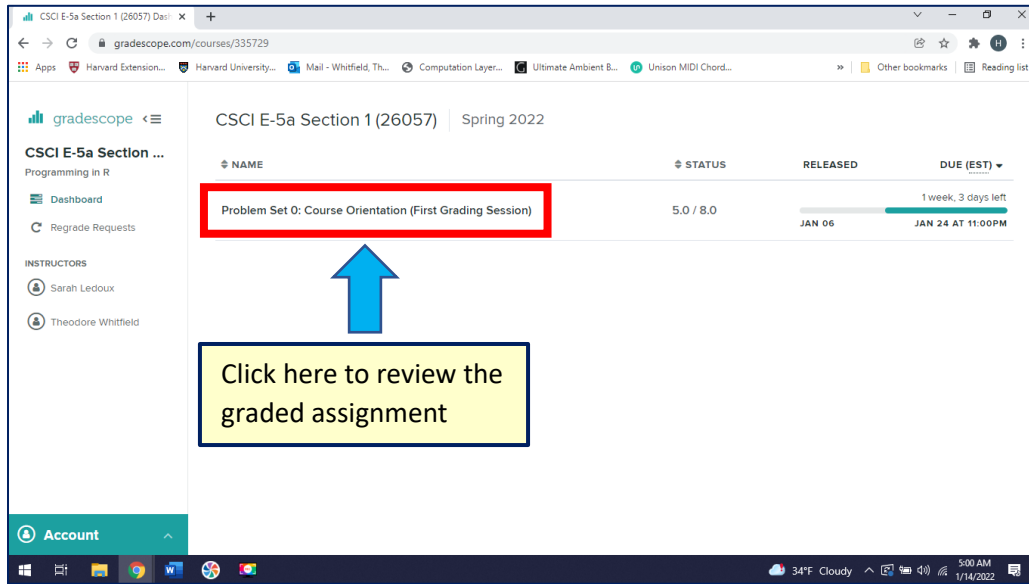 CSCI E-5a Section 1 (26057) Dash
gradescope.com/courses/335729
H
Apps Harvard Extension... Harvard University... Mail - Whitfield, Th... Computation Layer... Ultimate Ambient B... Unison MIDI Chord... » Other bookmarks Reading list
gradescope
CSCI E-5a Section 1 (26057) Spring 2022
CSCI E-5a Section ...
Programming in R
Dashboard
Regrade Requests
INSTRUCTORS
Sarah Ledoux
Theodore Whitfield
NAME STATUS RELEASED DUE (EST)
Problem Set 0: Course Orientation (First Grading Session) 5.0 / 8.0
1 week, 3 days left
JAN 06 JAN 24 AT 11:00PM
Click here to review the
graded assignment
Account
34°F Cloudy
5:00 AM
1/14/2022